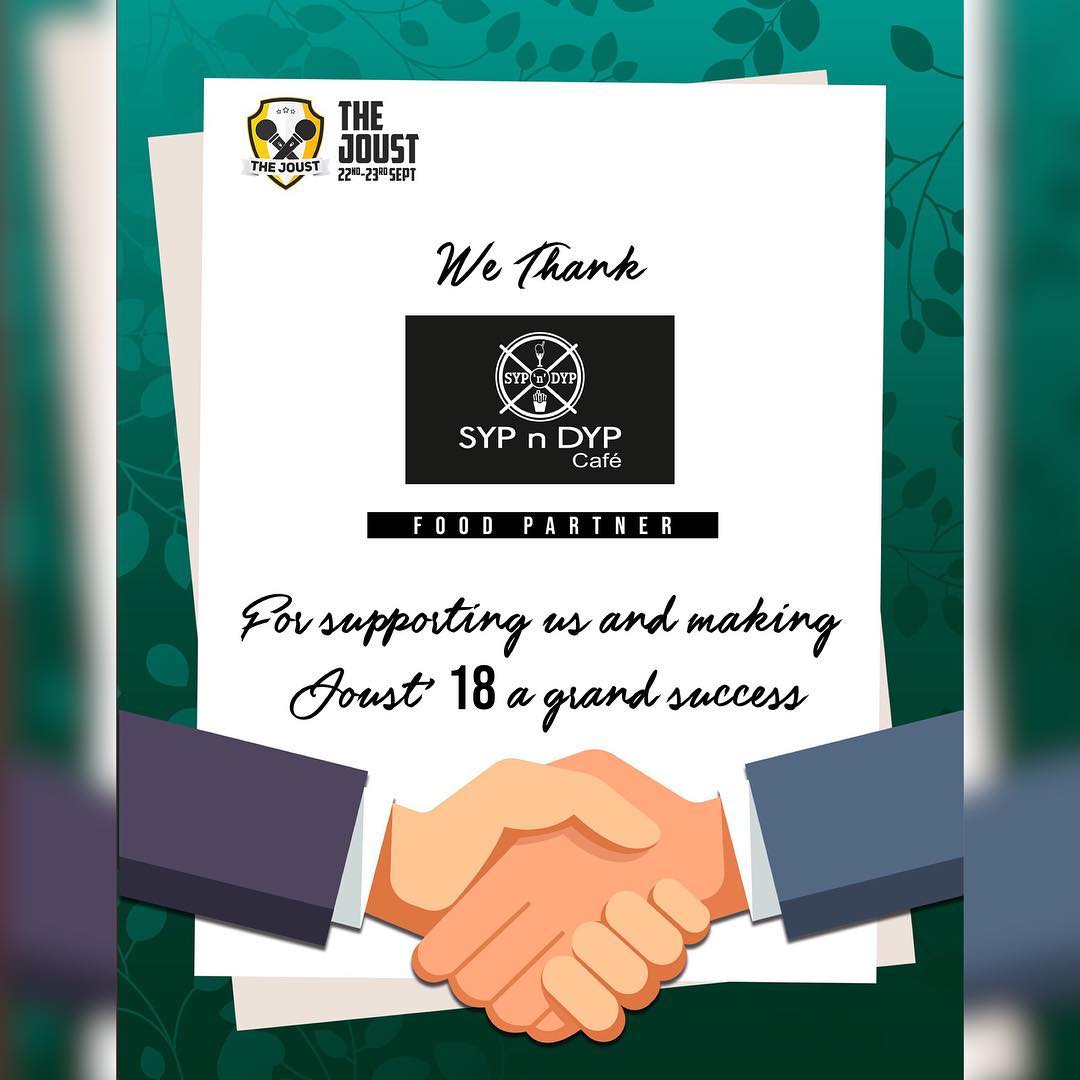 THE JOUST
THE
JOUST
22ND-23RD SEPT
We Thank
SYP 'n' DYP
SYP n DYP
Café
FOOD PARTNER
For supporting us and making
Joust' 18 a grand success